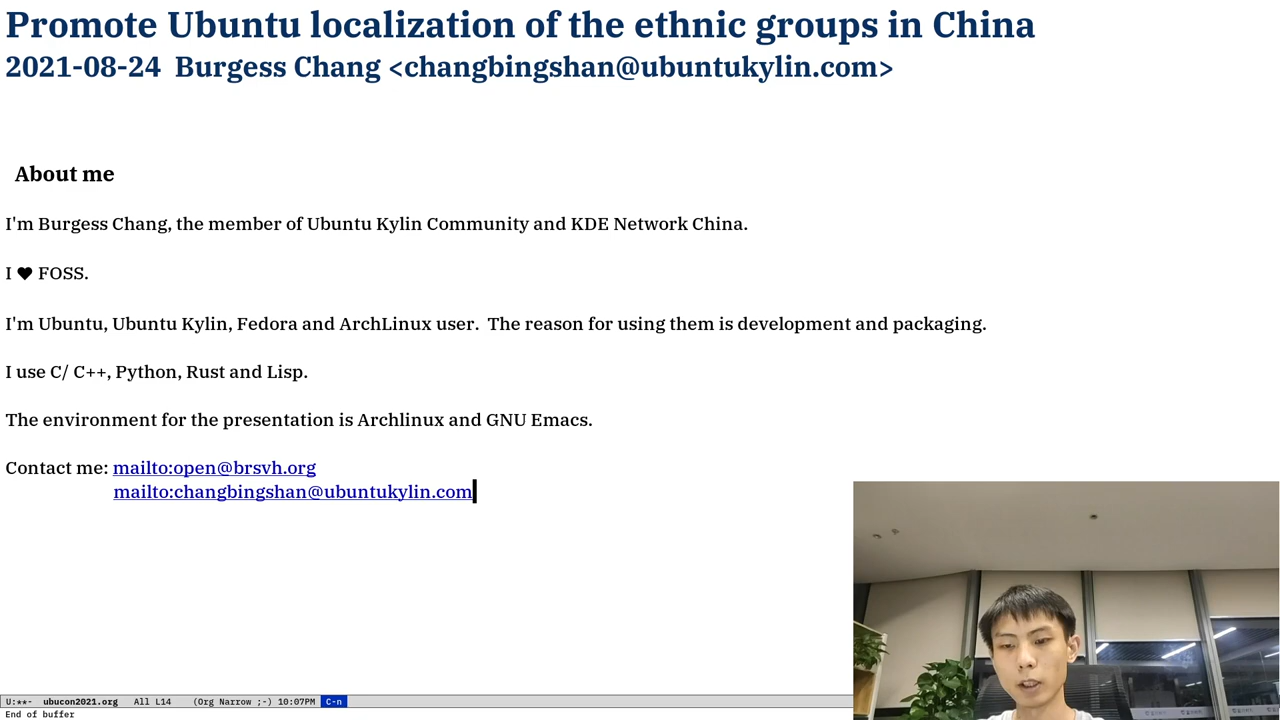 Promote Ubuntu localization of the ethnic groups in China
2021-08-24  Burgess Chang <changbingshan@ubuntukylin.com>
About me
I'm Burgess Chang, the member of Ubuntu Kylin Community and KDE Network China.
I ♥ FOSS.
I'm Ubuntu, Ubuntu Kylin, Fedora and ArchLinux user.  The reason for using them is development and packaging.
I use C/ C++, Python, Rust and Lisp.
The environment for the presentation is Archlinux and GNU Emacs.
Contact me: mailto:open@brsvh.org
mailto:changbingshan@ubuntukylin.com
U:**-  ubucon2021.org   All L14    (Org Narrow ;-) 10:07PM  C-n
End of buffer